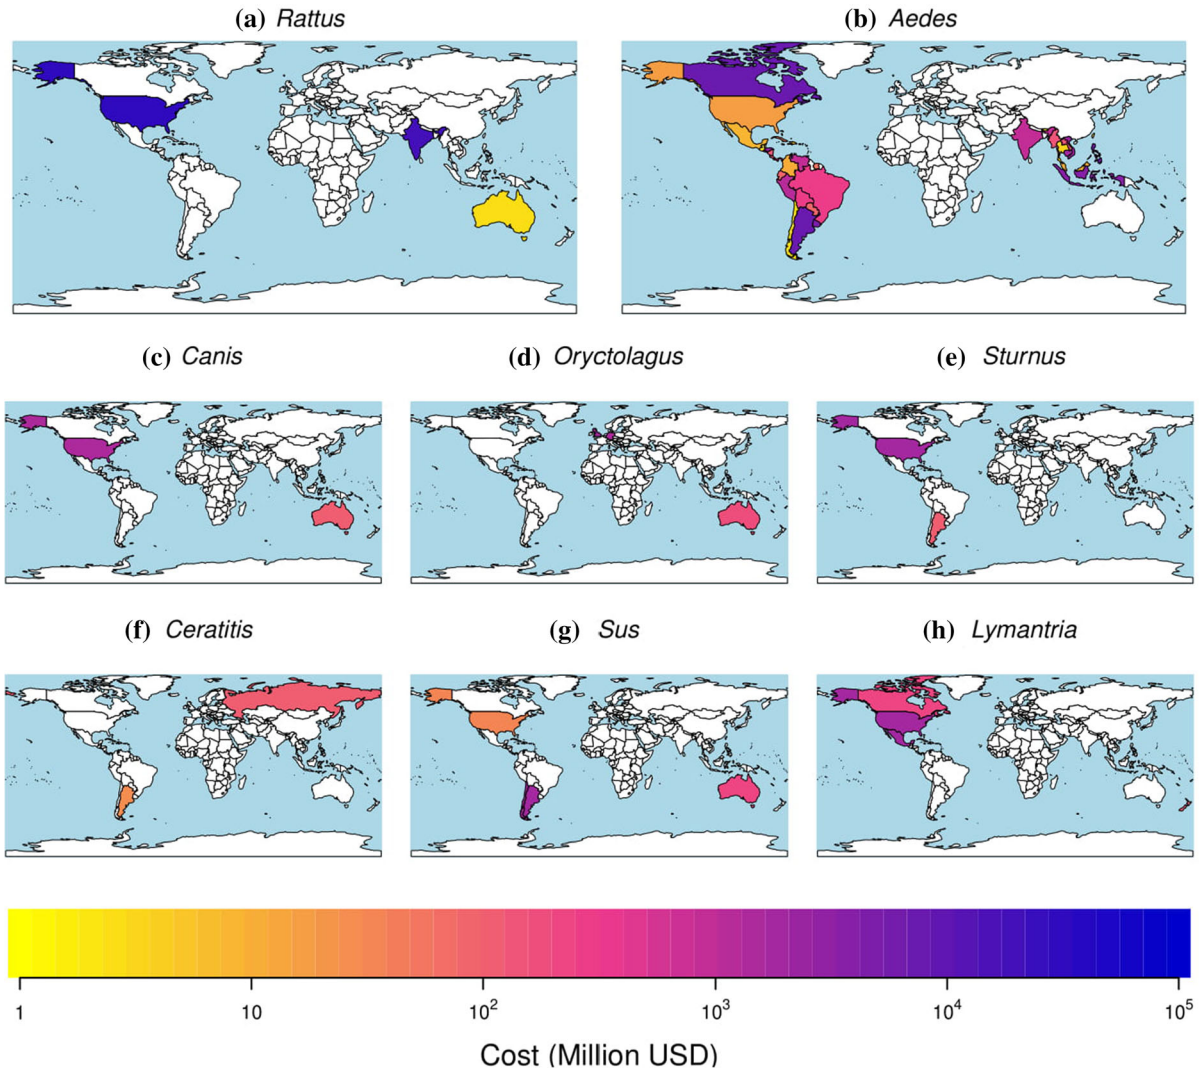 (a) Rattus
(b) Aedes
(c) Canis
(d) Oryctolagus
(e) Sturnus
(f) Ceratitis
(g) Sus
(h) Lymantria
1 10 10² 10³ 10⁴ 10⁵
Cost (Million USD)